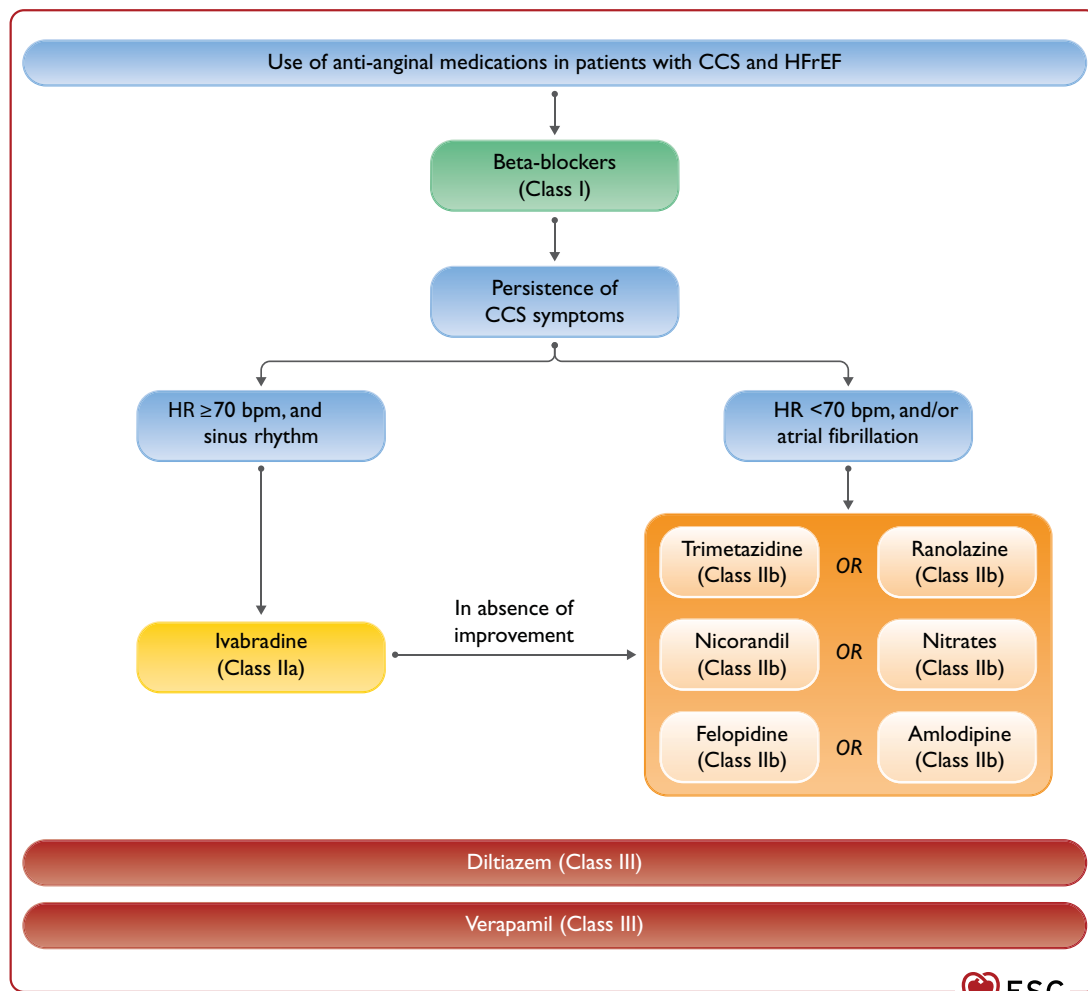 Use of anti-anginal medications in patients with CCS and HFrEF
Beta-blockers
(Class I)
Persistence of
CCS symptoms
HR ≥70 bpm, and
sinus rhythm
HR <70 bpm, and/or
atrial fibrillation
Trimetazidine
(Class IIb)
OR
Ranolazine
(Class IIb)
In absence of
improvement
Ivabradine
(Class IIa)
Nicorandil
(Class IIb)
OR
Nitrates
(Class IIb)
Felopidine
(Class IIb)
OR
Amlodipine
(Class IIb)
Diltiazem (Class III)
Verapamil (Class III)
ESC